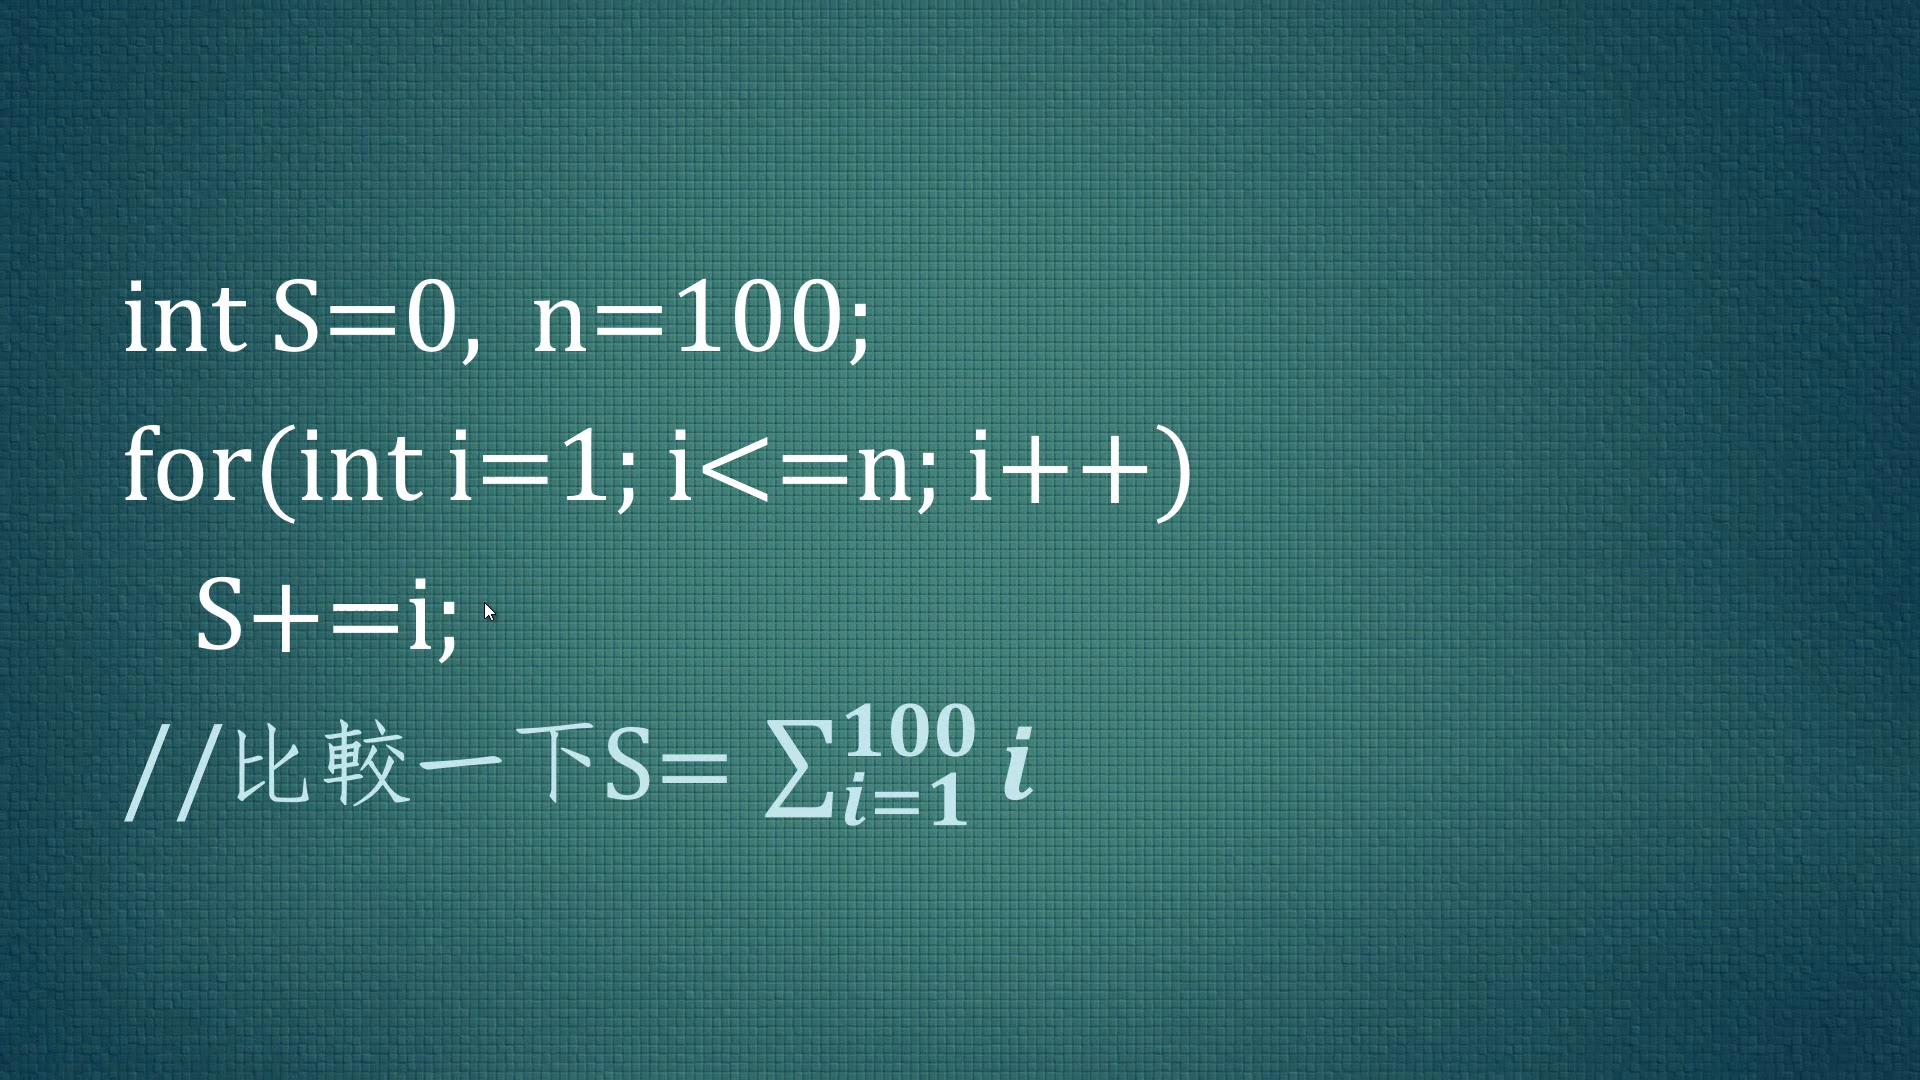 int S=0, n=100;
for(int i=1; i<=n; i++)
S+=i;
//比較一下S= ∑_{i=1}^{100} i